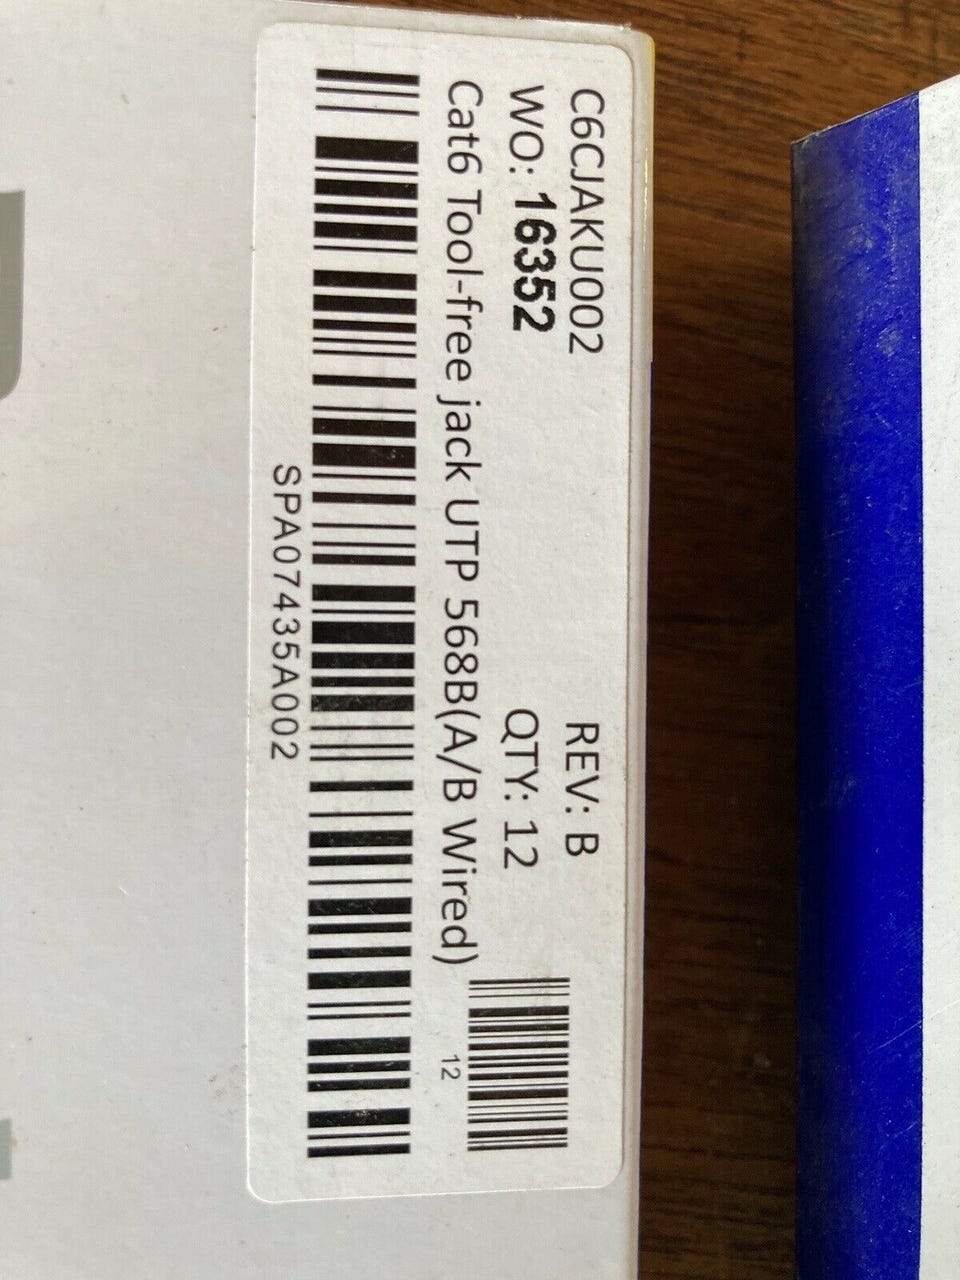 C6CJAKU002 REV: B
WO: 16352 QTY: 12
Cat6 Tool-free jack UTP 568B(A/B Wired)
12
SPA07435A002